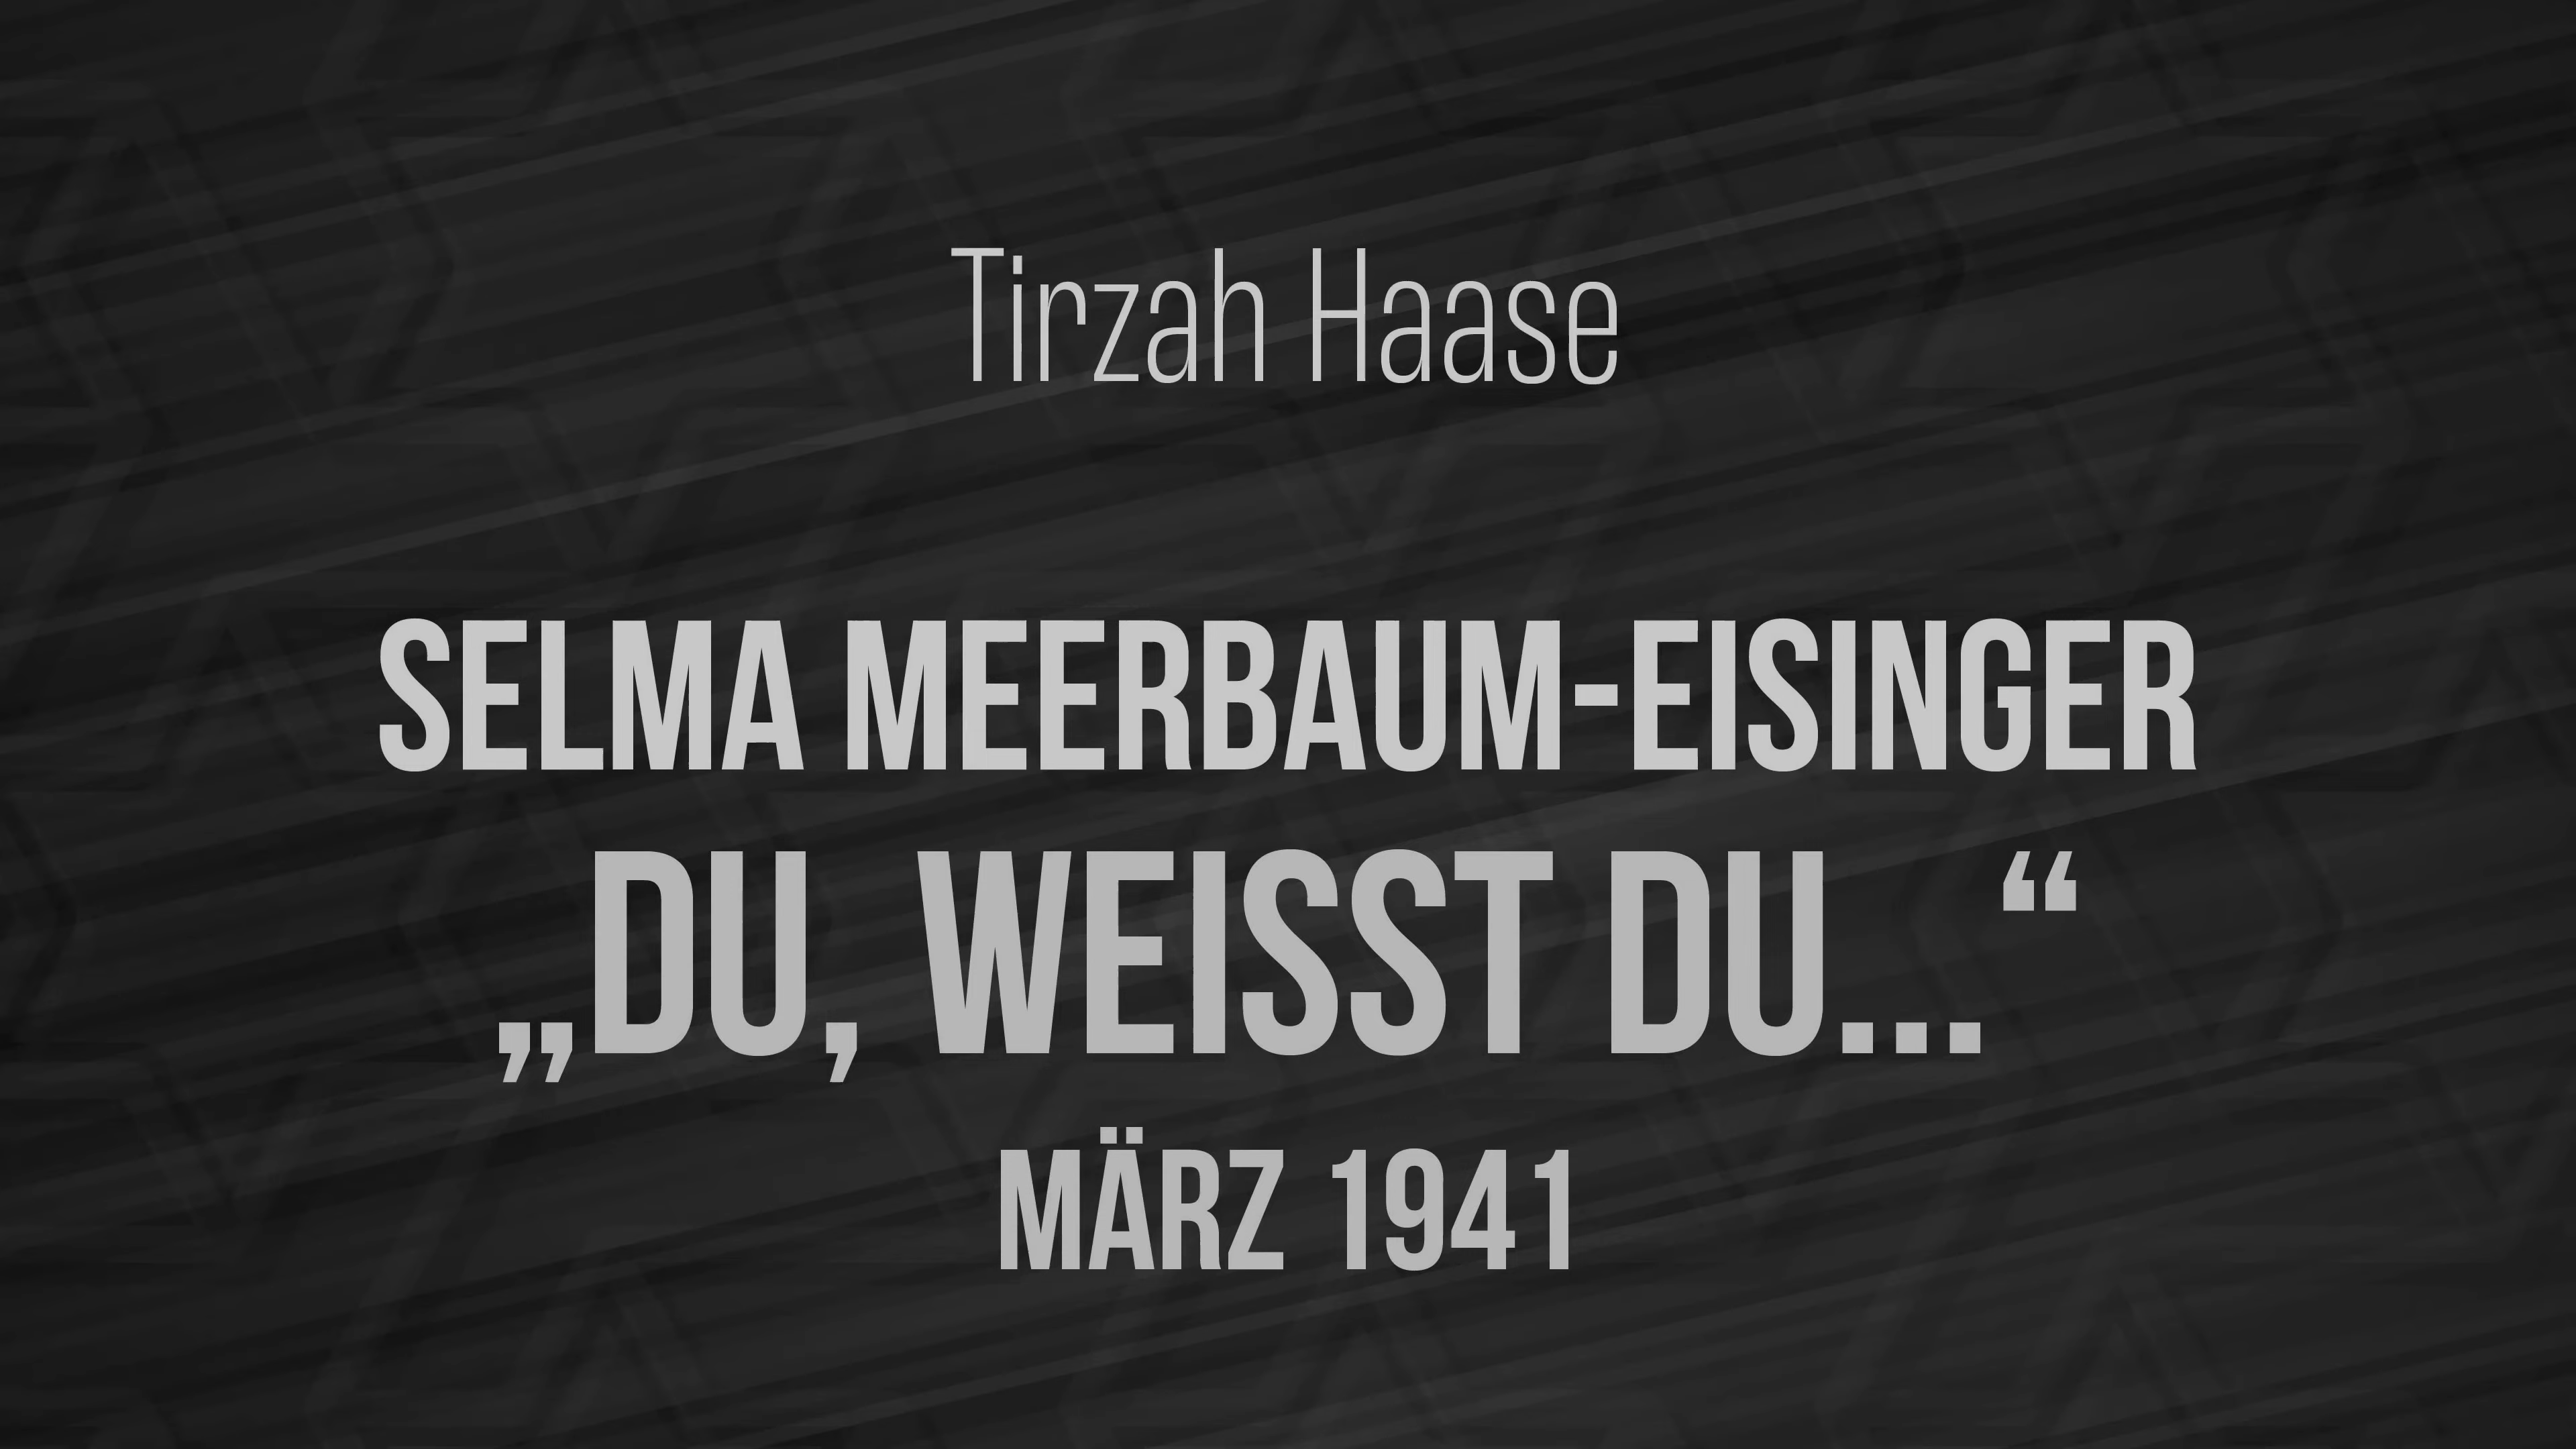 Tirzah Haase
SELMA MEERBAUM-EISINGER
„DU, WEISST DU...“
MÄRZ 1941